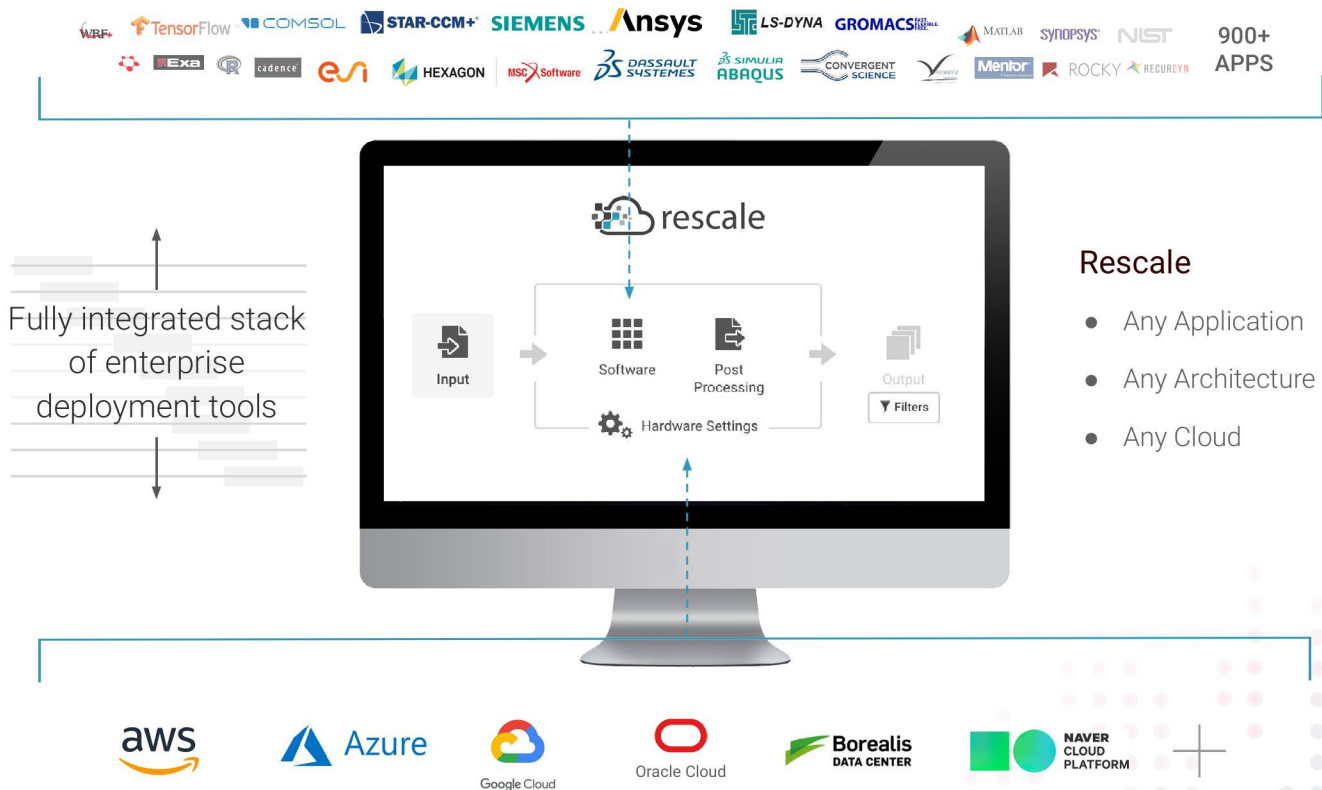 WRF
TensorFlow
COMSOL
STAR-CCM+
SIEMENS
...
Ansys
LS-DYNA
GROMACS
FAST.
FLEXIBLE.
FREE.
MATLAB
SYNOPSYS
NIST
Exa
R
cadence
esi
HEXAGON
MSC Software
DASSAULT
SYSTEMES
SIMULIA
ABAQUS
CONVERGENT
SCIENCE
Mentor
ROCKY
RECURDYN
900+
APPS
rescale
Input
Software
Post
Processing
Hardware Settings
Output
Filters
Fully integrated stack
of enterprise
deployment tools
Rescale
● Any Application
● Any Architecture
● Any Cloud
aws
Azure
Google Cloud
Oracle Cloud
Borealis
DATA CENTER
NAVER
CLOUD
PLATFORM